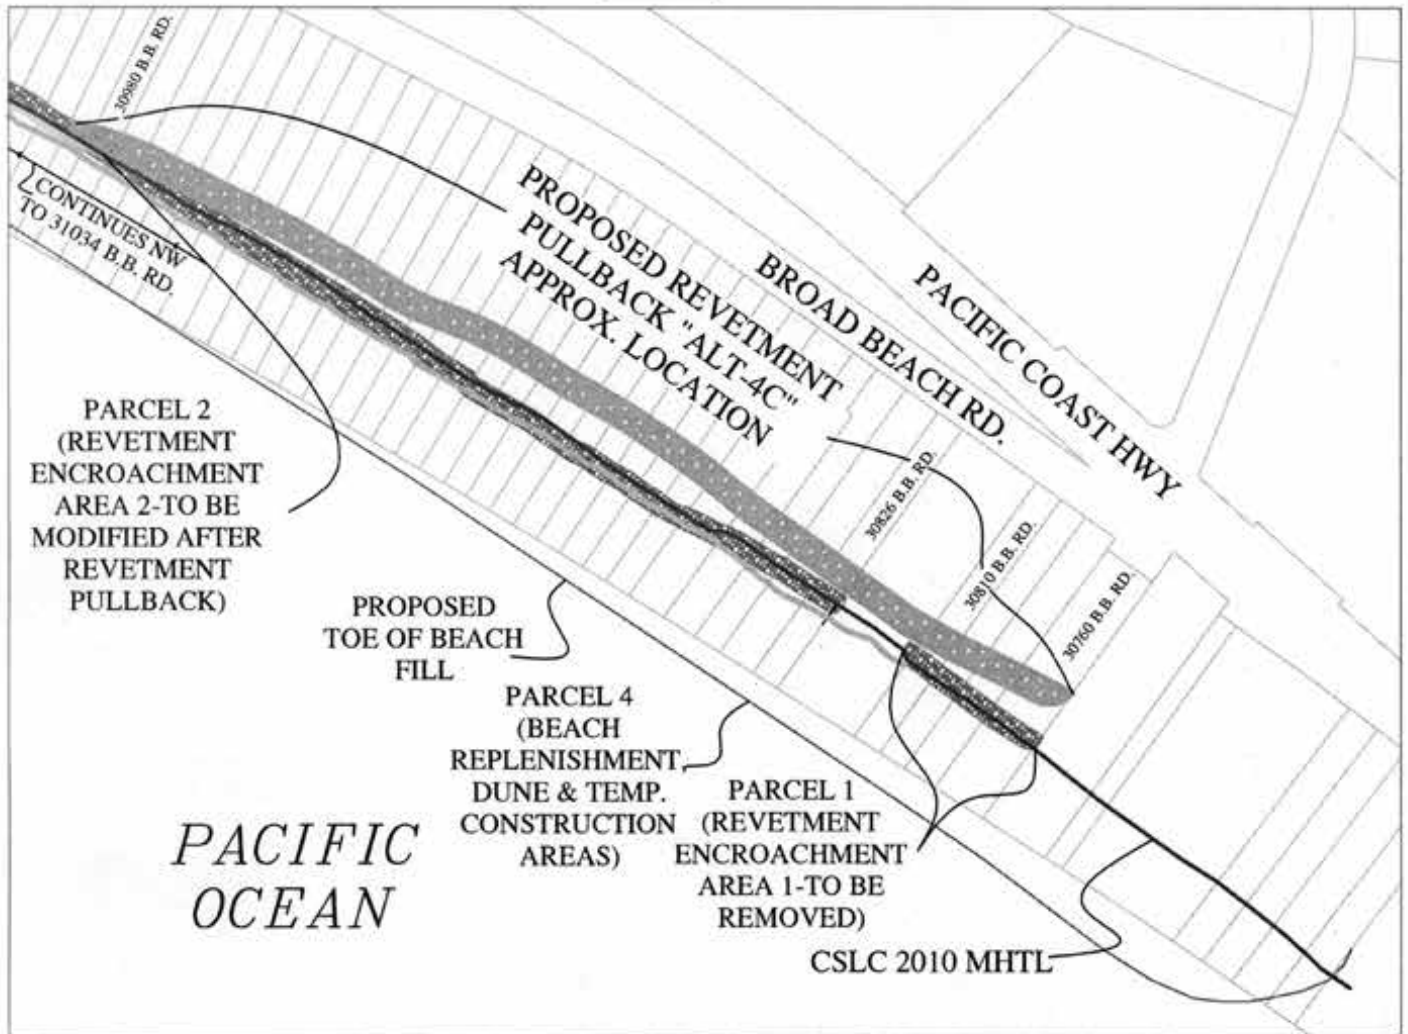 30980 B.B. RD.
CONTINUES NW
TO 31034 B.B. RD.
PROPOSED REVETMENT
PULLBACK "ALT-4C"
APPROX. LOCATION
BROAD BEACH RD.
PACIFIC COAST HWY
30826 B.B. RD.
30810 B.B. RD.
30760 B.B. RD.
PARCEL 2
(REVETMENT
ENCROACHMENT
AREA 2-TO BE
MODIFIED AFTER
REVETMENT
PULLBACK)
PROPOSED
TOE OF BEACH
FILL
PARCEL 4
(BEACH
REPLENISHMENT,
DUNE & TEMP.
CONSTRUCTION
AREAS)
PARCEL 1
(REVETMENT
ENCROACHMENT
AREA 1-TO BE
REMOVED)
CSLC 2010 MHTL
PACIFIC
OCEAN